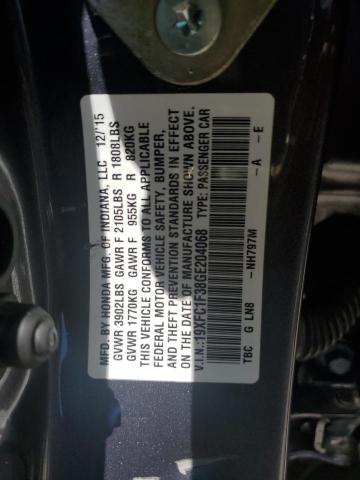 MFD. BY HONDA MFG. OF INDIANA, LLC 12/'15
GVWR 3902LBS GAWR F 2105LBS R 1808LBS
GVWR 1770KG GAWR F 955KG R 820KG
THIS VEHICLE CONFORMS TO ALL APPLICABLE
FEDERAL MOTOR VEHICLE SAFETY, BUMPER,
AND THEFT PREVENTION STANDARDS IN EFFECT
ON THE DATE OF MANUFACTURE SHOWN ABOVE.
V.I.N.:19XFC1F38GE204068 TYPE: PASSENGER CAR
TBC G LN8 -NH797M -A -E